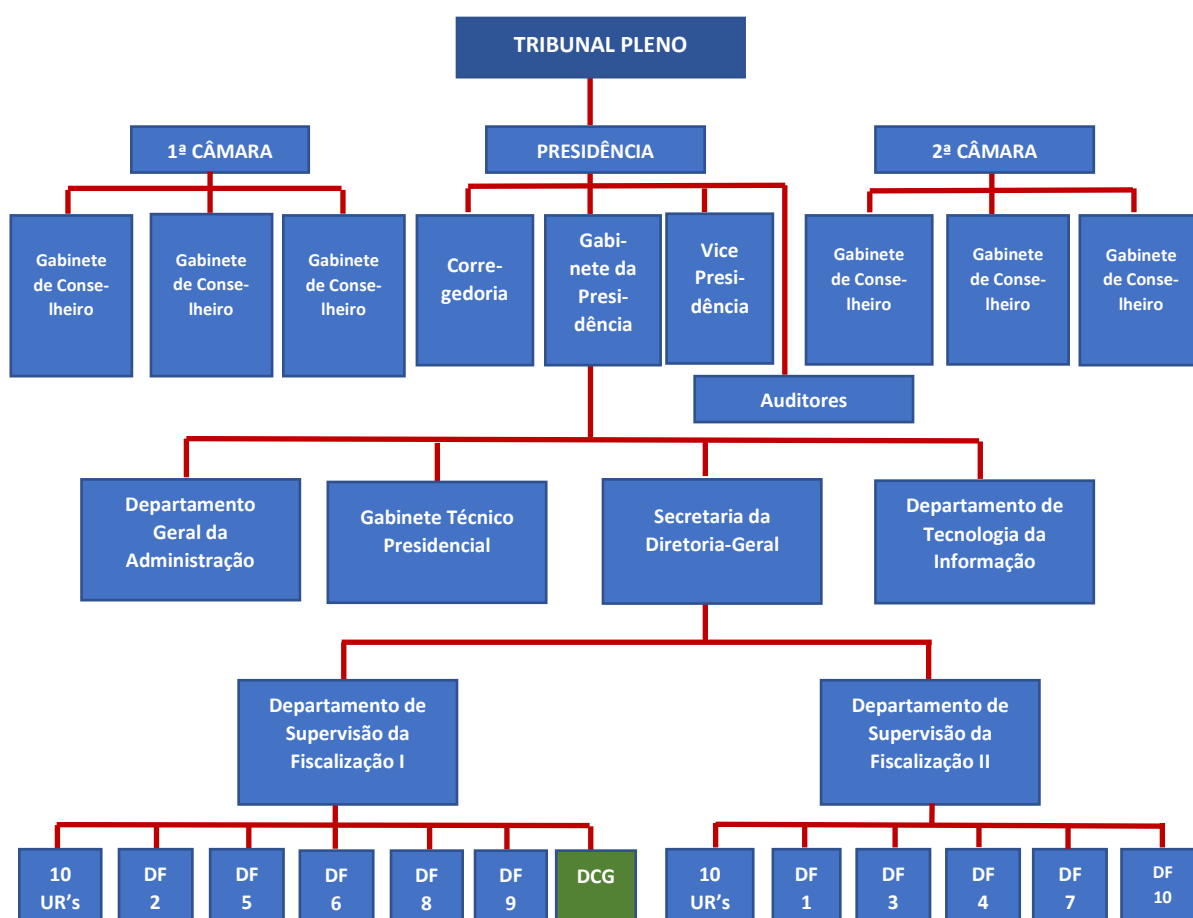 TRIBUNAL PLENO
1ª CÂMARA
PRESIDÊNCIA
2ª CÂMARA
Gabinete
de Conse-
lheiro
Gabinete
de Conse-
lheiro
Gabinete
de Conse-
lheiro
Corre-
gedoria
Gabi-
nete da
Presi-
dência
Vice
Presi-
dência
Gabinete
de Conse-
lheiro
Gabinete
de Conse-
lheiro
Gabinete
de Conse-
lheiro
Auditores
Departamento
Geral da
Administração
Gabinete Técnico
Presidencial
Secretaria da
Diretoria-Geral
Departamento de
Tecnologia da
Informação
Departamento de
Supervisão da
Fiscalização I
Departamento de
Supervisão da
Fiscalização II
10
UR’s
DF
2
DF
5
DF
6
DF
8
DF
9
DCG
10
UR’s
DF
1
DF
3
DF
4
DF
7
DF
10